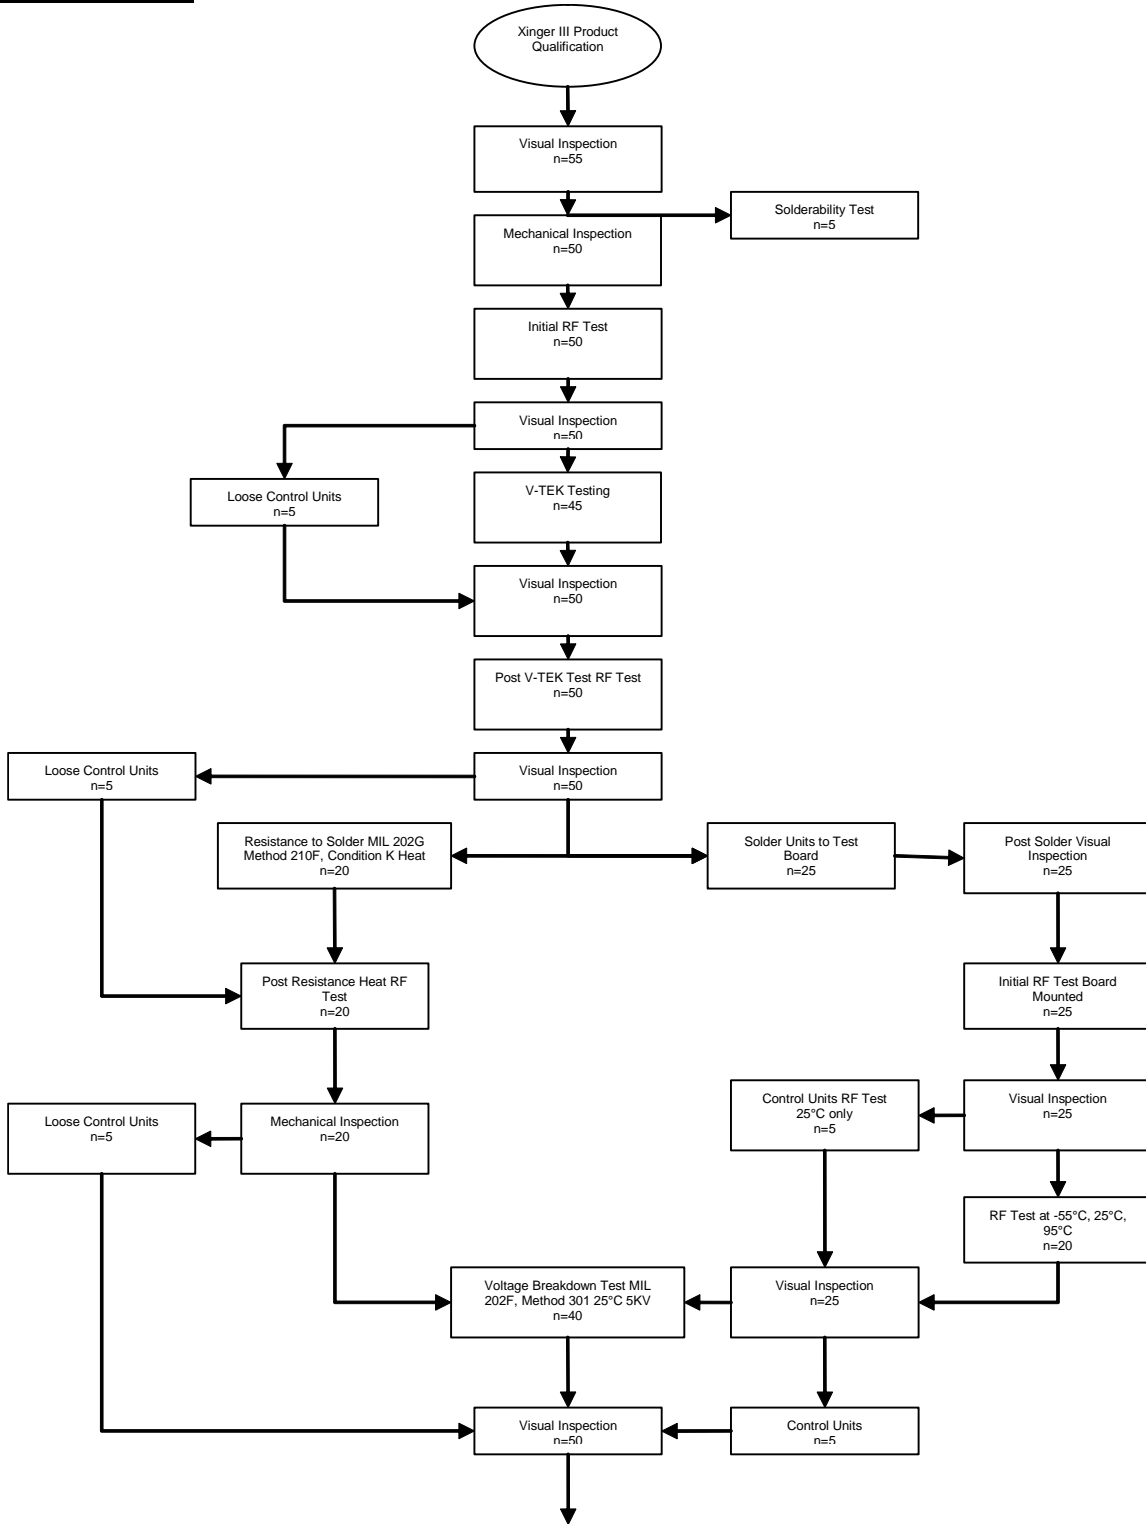 Xinger III Product
Qualification
Visual Inspection
n=55
Solderability Test
n=5
Mechanical Inspection
n=50
Initial RF Test
n=50
Visual Inspection
n=50
Loose Control Units
n=5
V-TEK Testing
n=45
Visual Inspection
n=50
Post V-TEK Test RF Test
n=50
Loose Control Units
n=5
Visual Inspection
n=50
Resistance to Solder MIL 202G
Method 210F, Condition K Heat
n=20
Solder Units to Test
Board
n=25
Post Solder Visual
Inspection
n=25
Post Resistance Heat RF
Test
n=20
Initial RF Test Board
Mounted
n=25
Loose Control Units
n=5
Mechanical Inspection
n=20
Control Units RF Test
25°C only
n=5
Visual Inspection
n=25
RF Test at -55°C, 25°C,
95°C
n=20
Voltage Breakdown Test MIL
202F, Method 301 25°C 5KV
n=40
Visual Inspection
n=25
Visual Inspection
n=50
Control Units
n=5